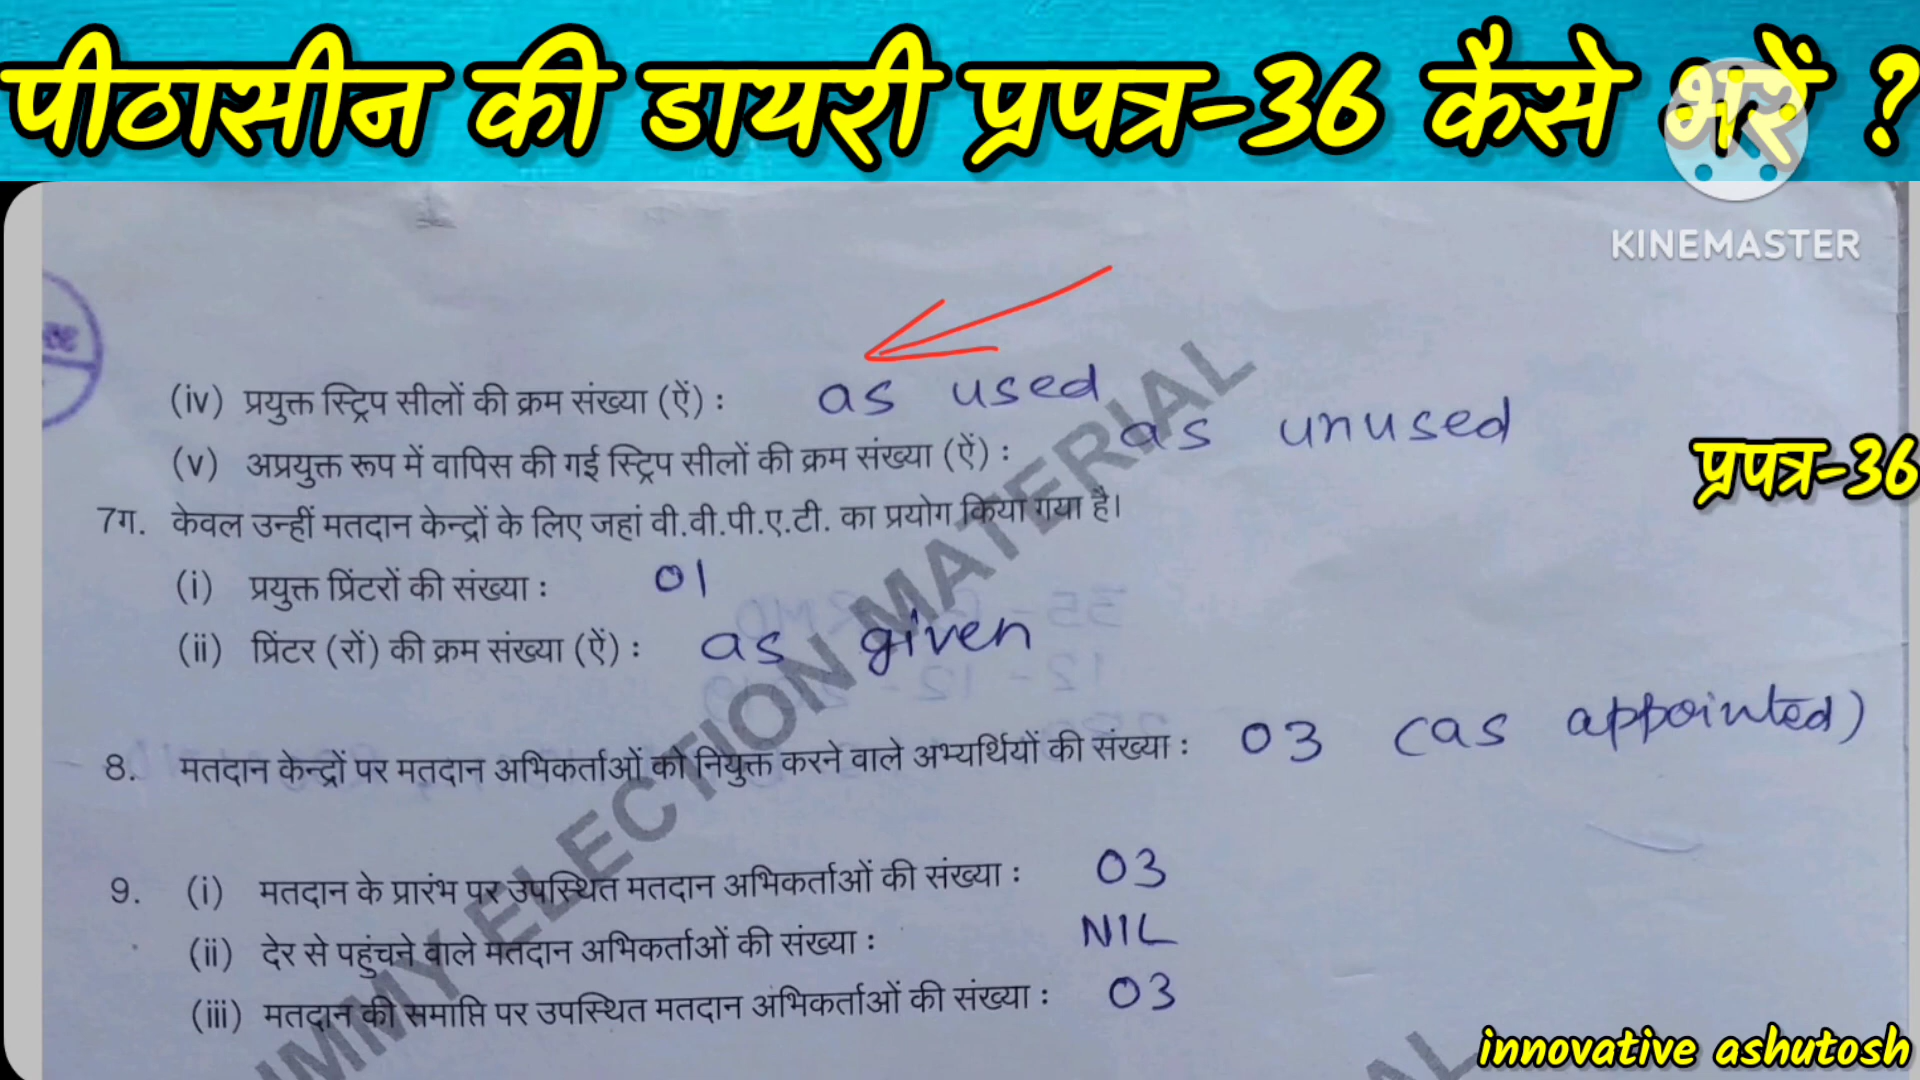 पीठासीन की डायरी प्रपत्र-36 कैसे भरें ?
KINEMASTER
(iv) प्रयुक्त स्ट्रिप सीलों की क्रम संख्या (ऐं) : as used
(v) अप्रयुक्त रूप में वापिस की गई स्ट्रिप सीलों की क्रम संख्या (ऐं) : as unused
प्रपत्र-36
7ग. केवल उन्हीं मतदान केन्द्रों के लिए जहां वी.वी.पी.ए.टी. का प्रयोग किया गया है।
(i) प्रयुक्त प्रिंटरों की संख्या : 01
(ii) प्रिंटर (रों) की क्रम संख्या (ऐं) : as given
8. मतदान केन्द्रों पर मतदान अभिकर्ताओं को नियुक्त करने वाले अभ्यर्थियों की संख्या : 03 (as appointed)
9. (i) मतदान के प्रारंभ पर उपस्थित मतदान अभिकर्ताओं की संख्या : 03
(ii) देर से पहुंचने वाले मतदान अभिकर्ताओं की संख्या : NIL
(iii) मतदान की समाप्ति पर उपस्थित मतदान अभिकर्ताओं की संख्या : 03
UMMY ELECTION MATERIAL
innovative ashutosh